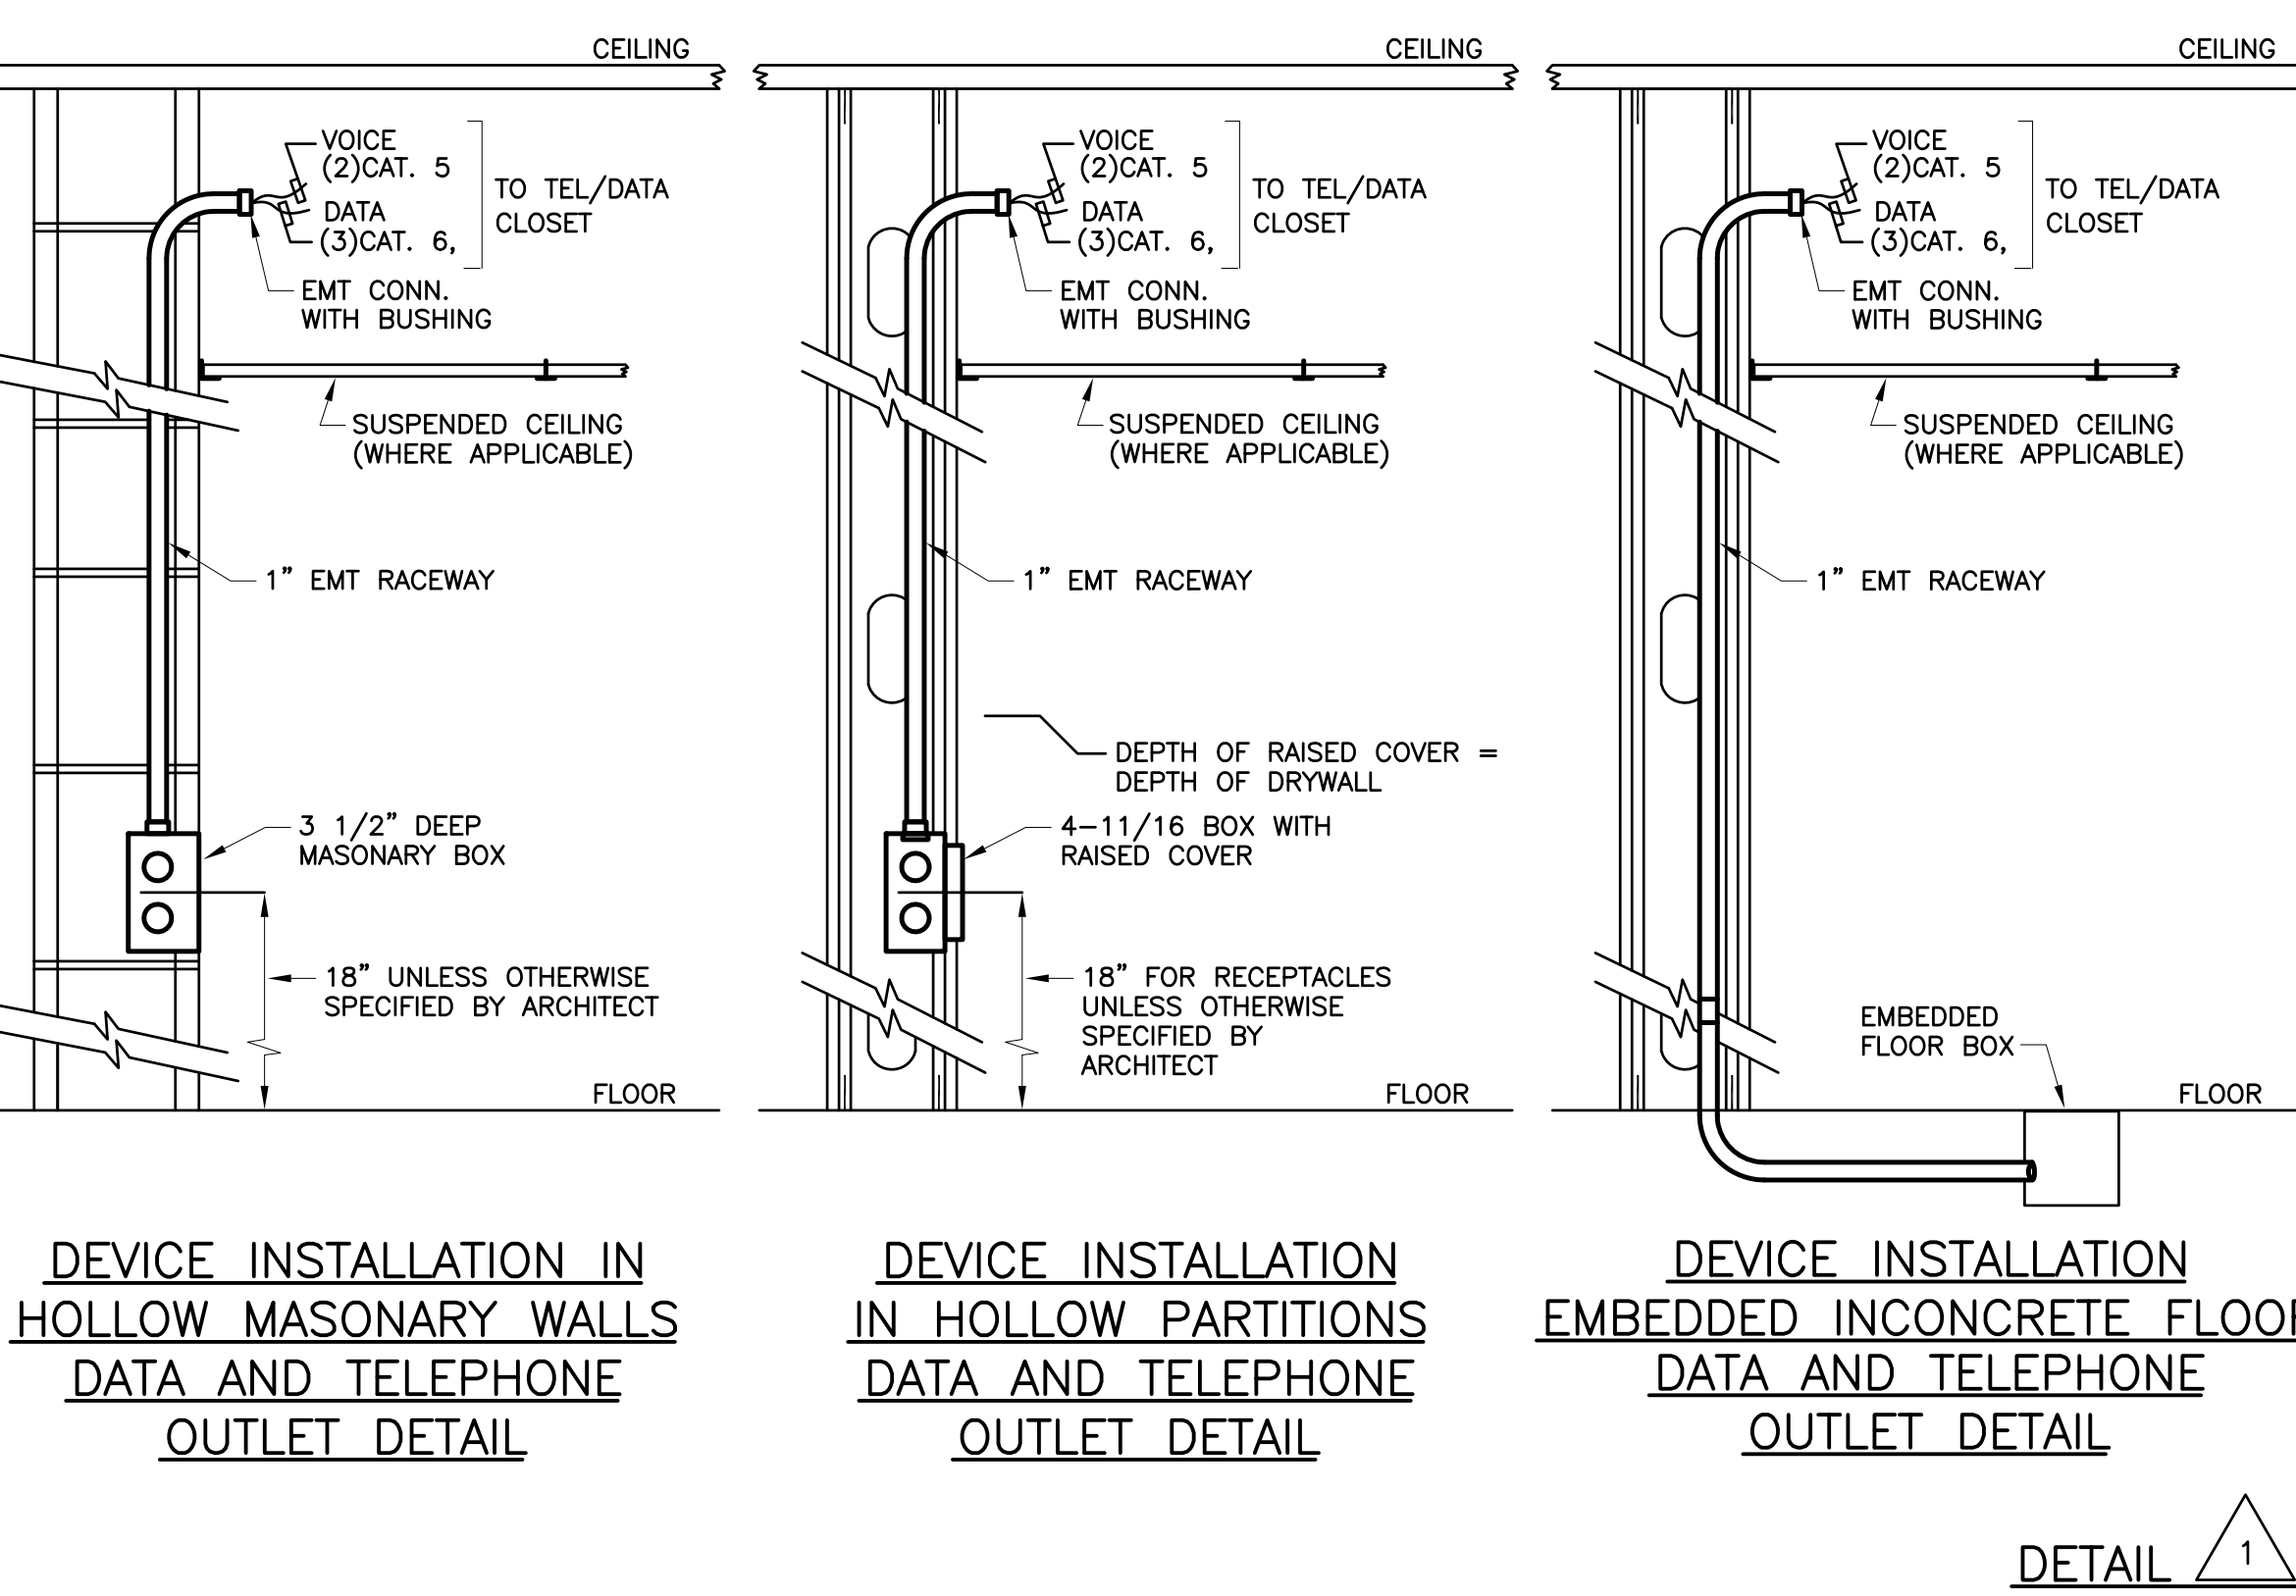 CEILING
VOICE
(2)CAT. 5
DATA
(3)CAT. 6,
TO TEL/DATA
CLOSET
EMT CONN.
WITH BUSHING
SUSPENDED CEILING
(WHERE APPLICABLE)
1” EMT RACEWAY
3 1/2” DEEP
MASONARY BOX
18” UNLESS OTHERWISE
SPECIFIED BY ARCHITECT
FLOOR
DEVICE INSTALLATION IN
HOLLOW MASONARY WALLS
DATA AND TELEPHONE
OUTLET DETAIL
CEILING
VOICE
(2)CAT. 5
DATA
(3)CAT. 6,
TO TEL/DATA
CLOSET
EMT CONN.
WITH BUSHING
SUSPENDED CEILING
(WHERE APPLICABLE)
1” EMT RACEWAY
DEPTH OF RAISED COVER =
DEPTH OF DRYWALL
4-11/16 BOX WITH
RAISED COVER
18” FOR RECEPTACLES
UNLESS OTHERWISE
SPECIFIED BY
ARCHITECT
FLOOR
DEVICE INSTALLATION
IN HOLLOW PARTITIONS
DATA AND TELEPHONE
OUTLET DETAIL
CEILING
VOICE
(2)CAT. 5
DATA
(3)CAT. 6,
TO TEL/DATA
CLOSET
EMT CONN.
WITH BUSHING
SUSPENDED CEILING
(WHERE APPLICABLE)
1” EMT RACEWAY
EMBEDDED
FLOOR BOX
FLOOR
DEVICE INSTALLATION
EMBEDDED INCONCRETE FLOOR
DATA AND TELEPHONE
OUTLET DETAIL
DETAIL 1